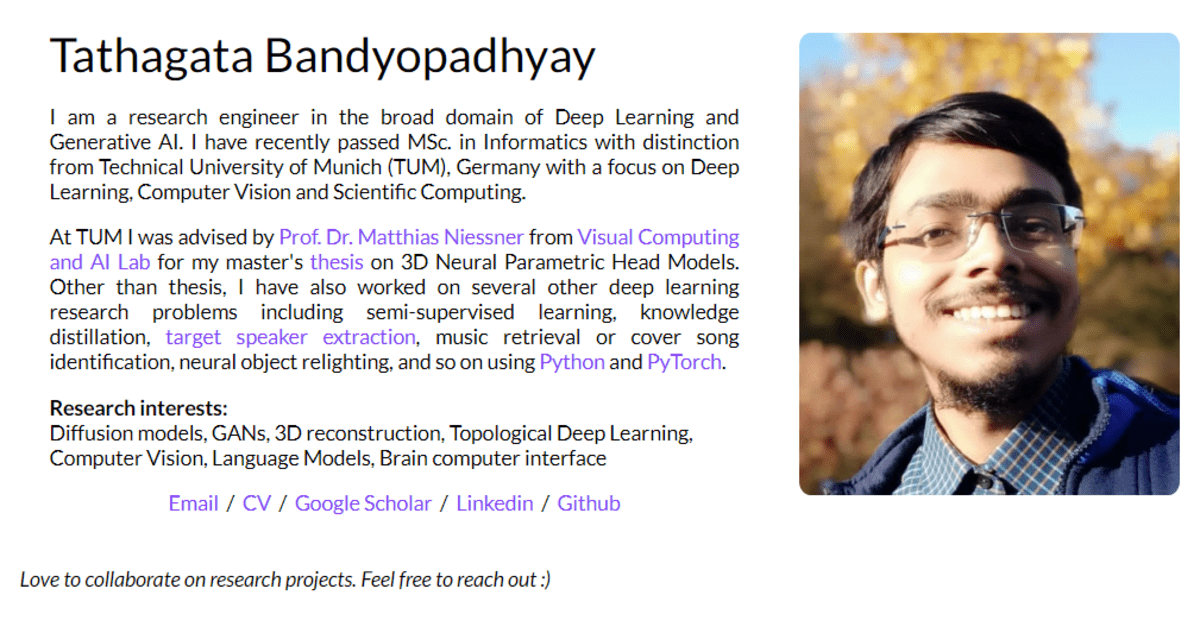 Tathagata Bandyopadhyay
I am a research engineer in the broad domain of Deep Learning and
Generative AI. I have recently passed MSc. in Informatics with distinction
from Technical University of Munich (TUM), Germany with a focus on Deep
Learning, Computer Vision and Scientific Computing.
At TUM I was advised by Prof. Dr. Matthias Niessner from Visual Computing
and AI Lab for my master's thesis on 3D Neural Parametric Head Models.
Other than thesis, I have also worked on several other deep learning
research problems including semi-supervised learning, knowledge
distillation, target speaker extraction, music retrieval or cover song
identification, neural object relighting, and so on using Python and PyTorch.
Research interests:
Diffusion models, GANs, 3D reconstruction, Topological Deep Learning,
Computer Vision, Language Models, Brain computer interface
Email / CV / Google Scholar / Linkedin / Github
Love to collaborate on research projects. Feel free to reach out :)